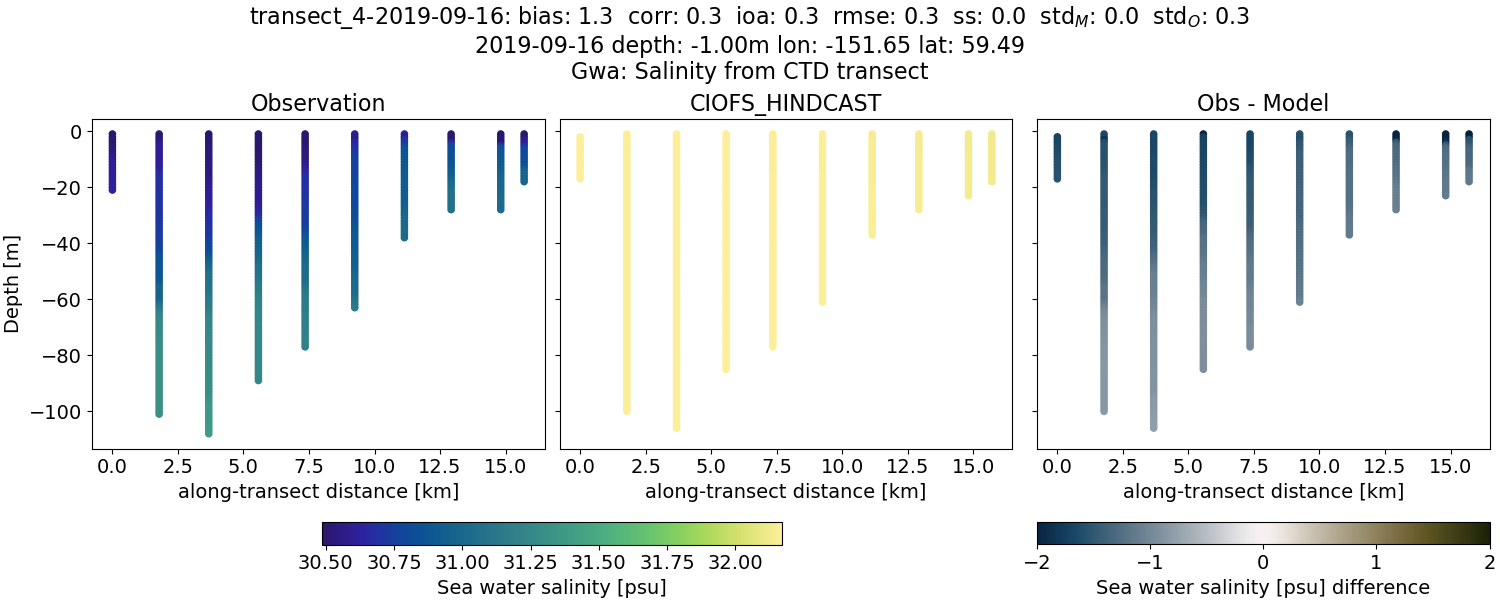 transect_4-2019-09-16: bias: 1.3  corr: 0.3  ioa: 0.3  rmse: 0.3  ss: 0.0  std_M: 0.0  std_O: 0.3
2019-09-16 depth: -1.00m lon: -151.65 lat: 59.49
Gwa: Salinity from CTD transect
Observation
CIOFS_HINDCAST
Obs - Model
Depth [m]
0
−20
−40
−60
−80
−100
0.0 2.5 5.0 7.5 10.0 12.5 15.0
0.0 2.5 5.0 7.5 10.0 12.5 15.0
0.0 2.5 5.0 7.5 10.0 12.5 15.0
along-transect distance [km]
along-transect distance [km]
along-transect distance [km]
30.50 30.75 31.00 31.25 31.50 31.75 32.00
Sea water salinity [psu]
−2 −1 0 1 2
Sea water salinity [psu] difference